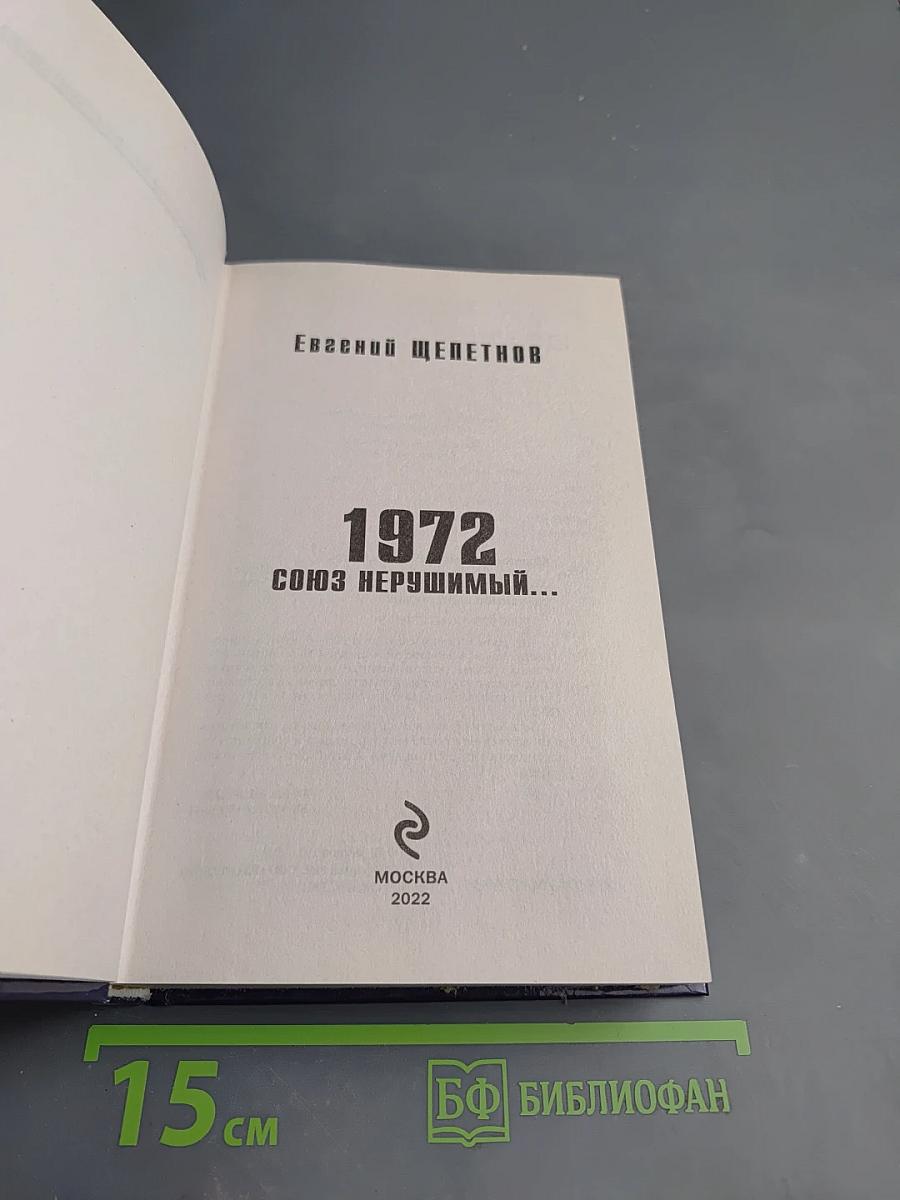 Евгений ЩЕПЕТНОВ
1972
СОЮЗ НЕРУШИМЫЙ...
МОСКВА
2022
15 см
БФ БИБЛИОФАН